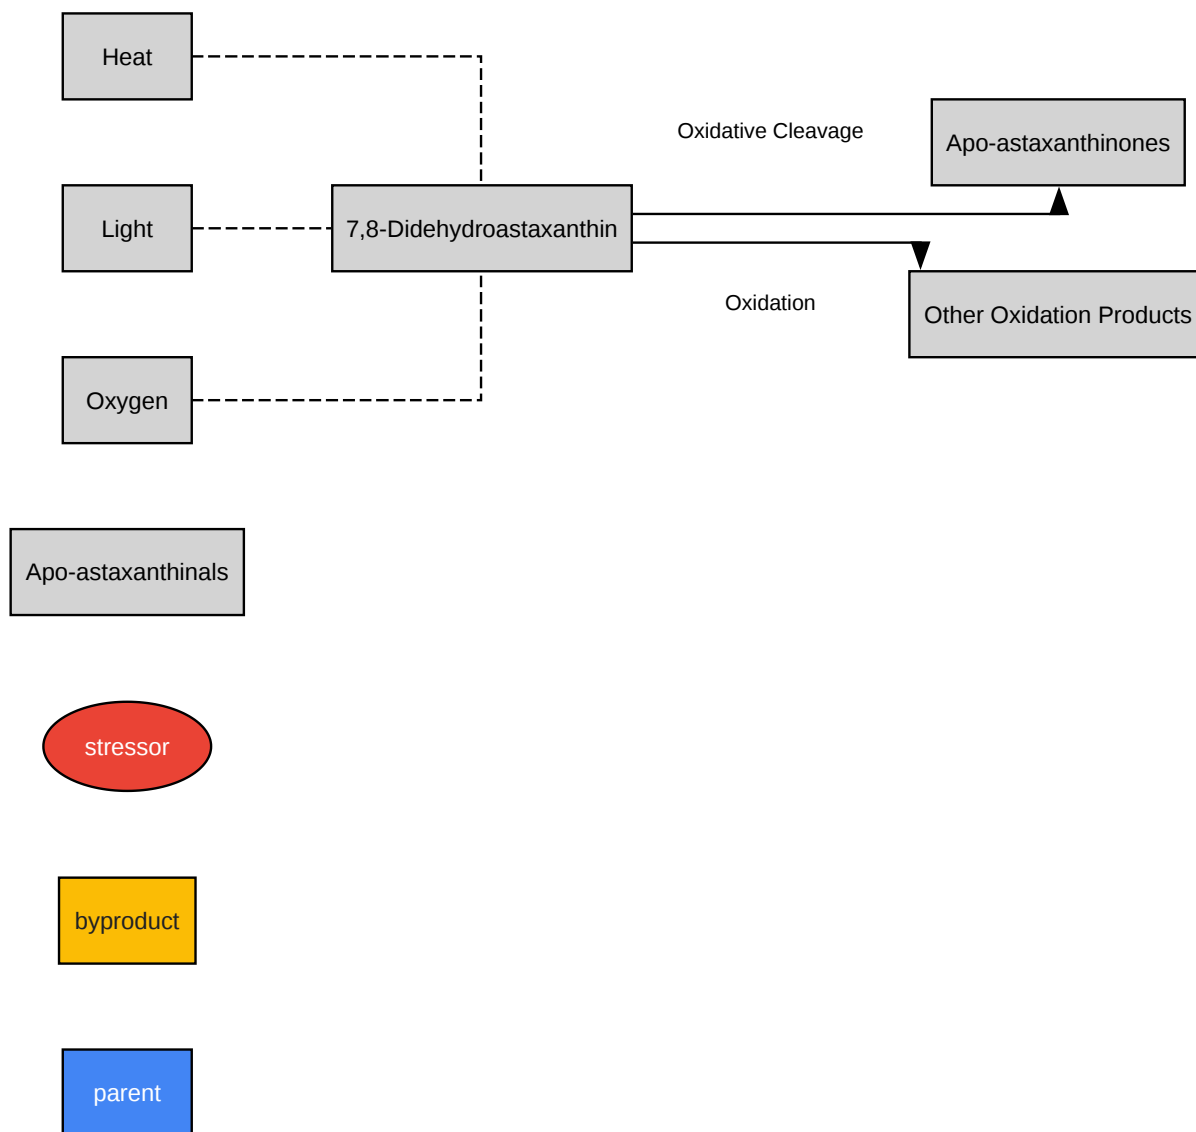 Heat
Oxidative Cleavage
Apo-astaxanthinones
Light
7,8-Didehydroastaxanthin
Oxidation
Other Oxidation Products
Oxygen
Apo-astaxanthinals
stressor
byproduct
parent